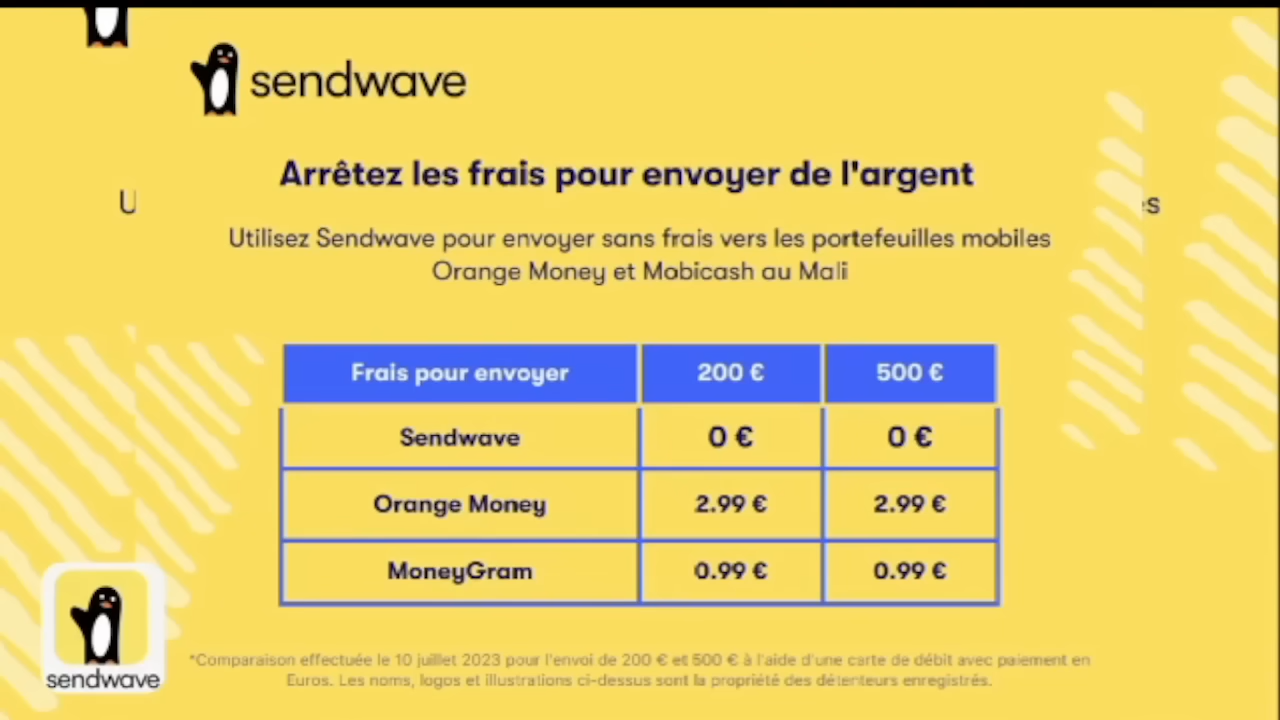 sendwave
Arrêtez les frais pour envoyer de l'argent
Utilisez Sendwave pour envoyer sans frais vers les portefeuilles mobiles
Orange Money et Mobicash au Mali
Frais pour envoyer 200 € 500 €
Sendwave 0 € 0 €
Orange Money 2.99 € 2.99 €
MoneyGram 0.99 € 0.99 €
sendwave
*Comparaison effectuée le 10 juillet 2023 pour l'envoi de 200 € et 500 € à l'aide d'une carte de débit avec paiement en
Euros. Les noms, logos et illustrations ci-dessus sont la propriété des détenteurs enregistrés.